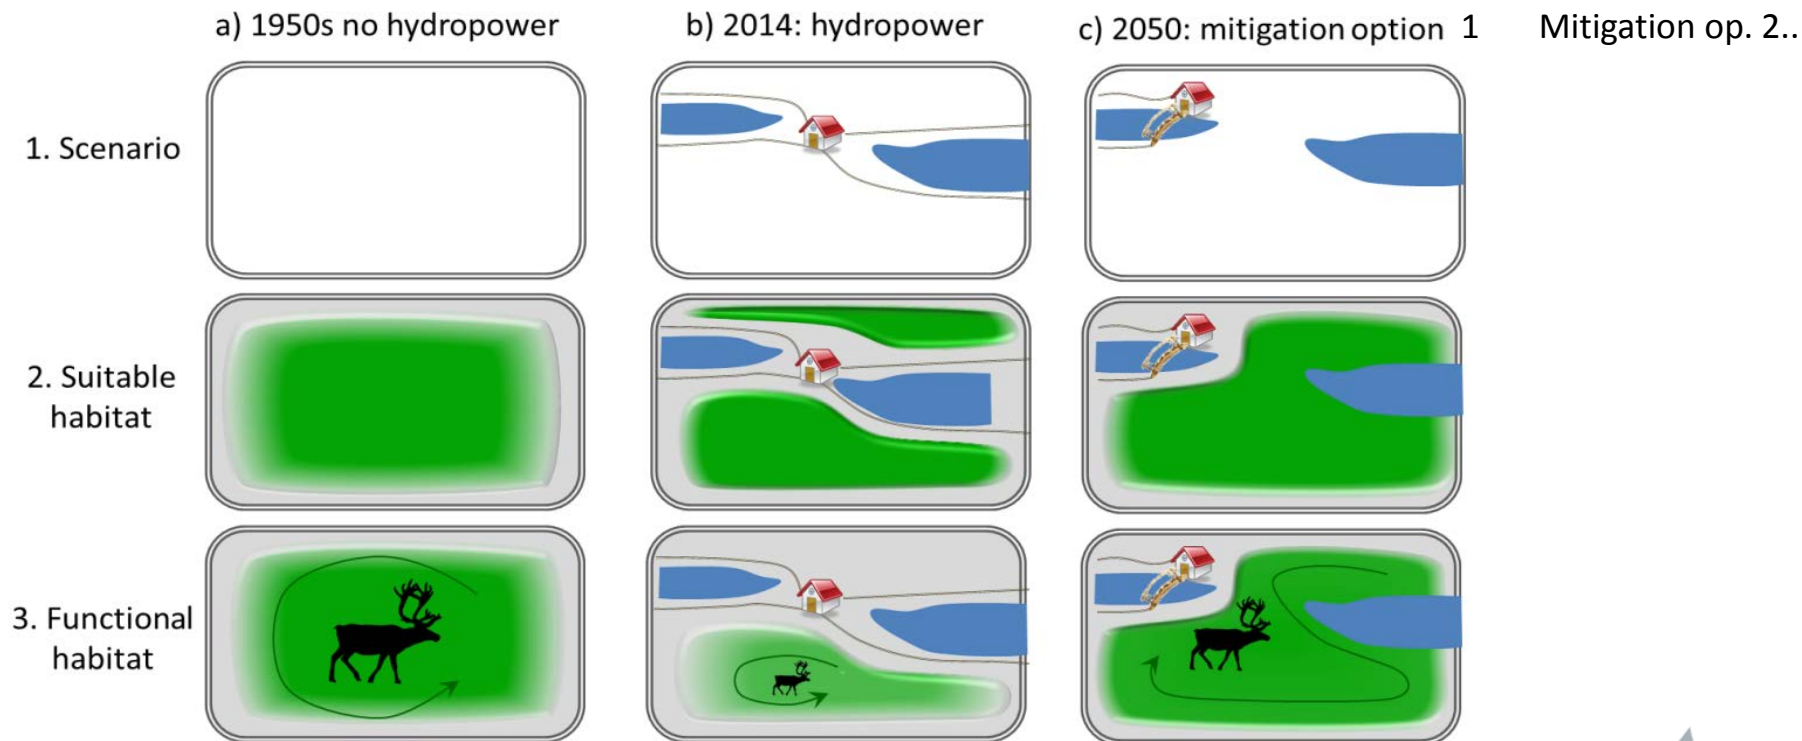 a) 1950s no hydropower
b) 2014: hydropower
c) 2050: mitigation option 1
Mitigation op. 2..
1. Scenario
2. Suitable
habitat
3. Functional
habitat